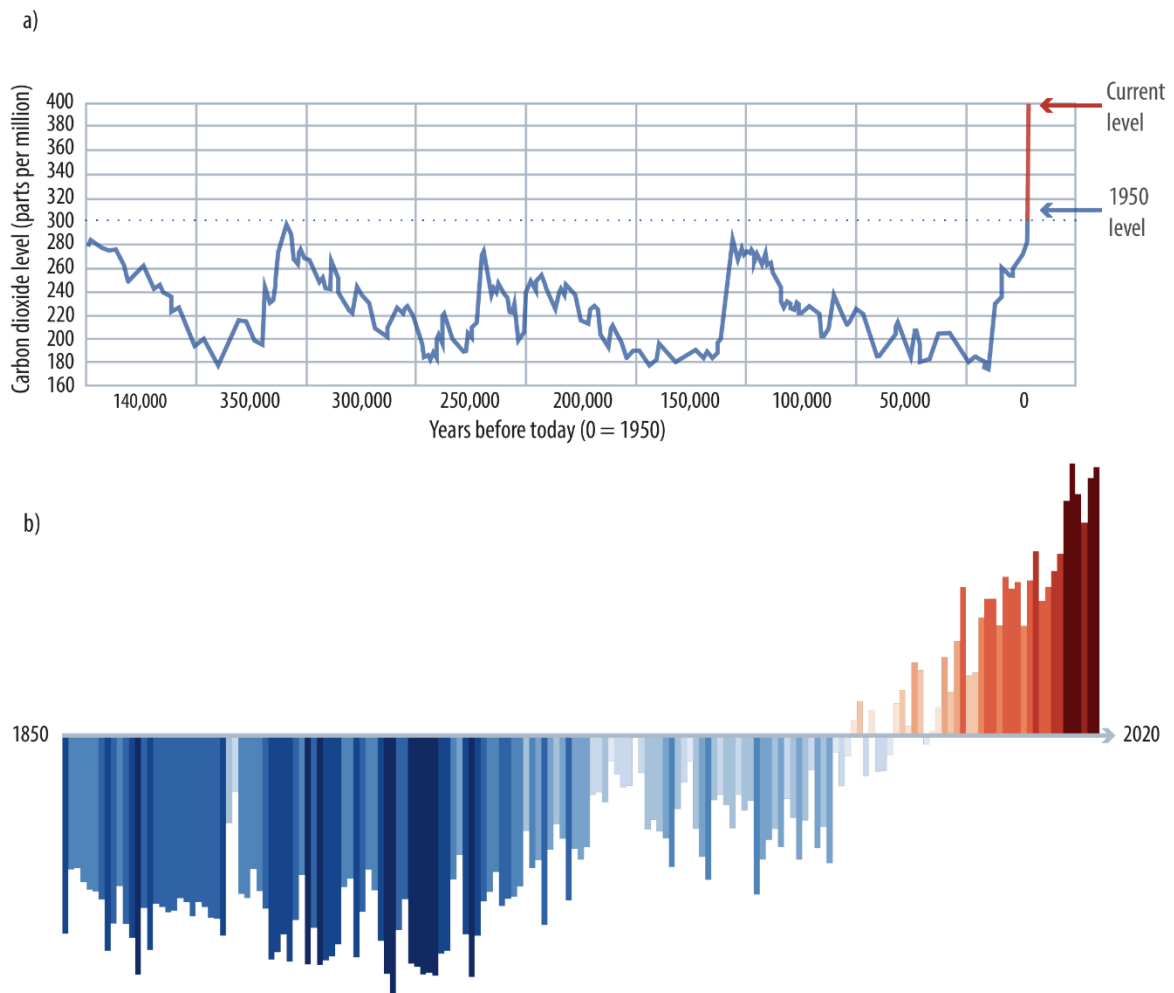 a)
Carbon dioxide level (parts per million)
400
380
360
340
320
300
280
260
240
220
200
180
160
Current
level
1950
level
140,000 350,000 300,000 250,000 200,000 150,000 100,000 50,000 0
Years before today (0 = 1950)
b)
1850
2020